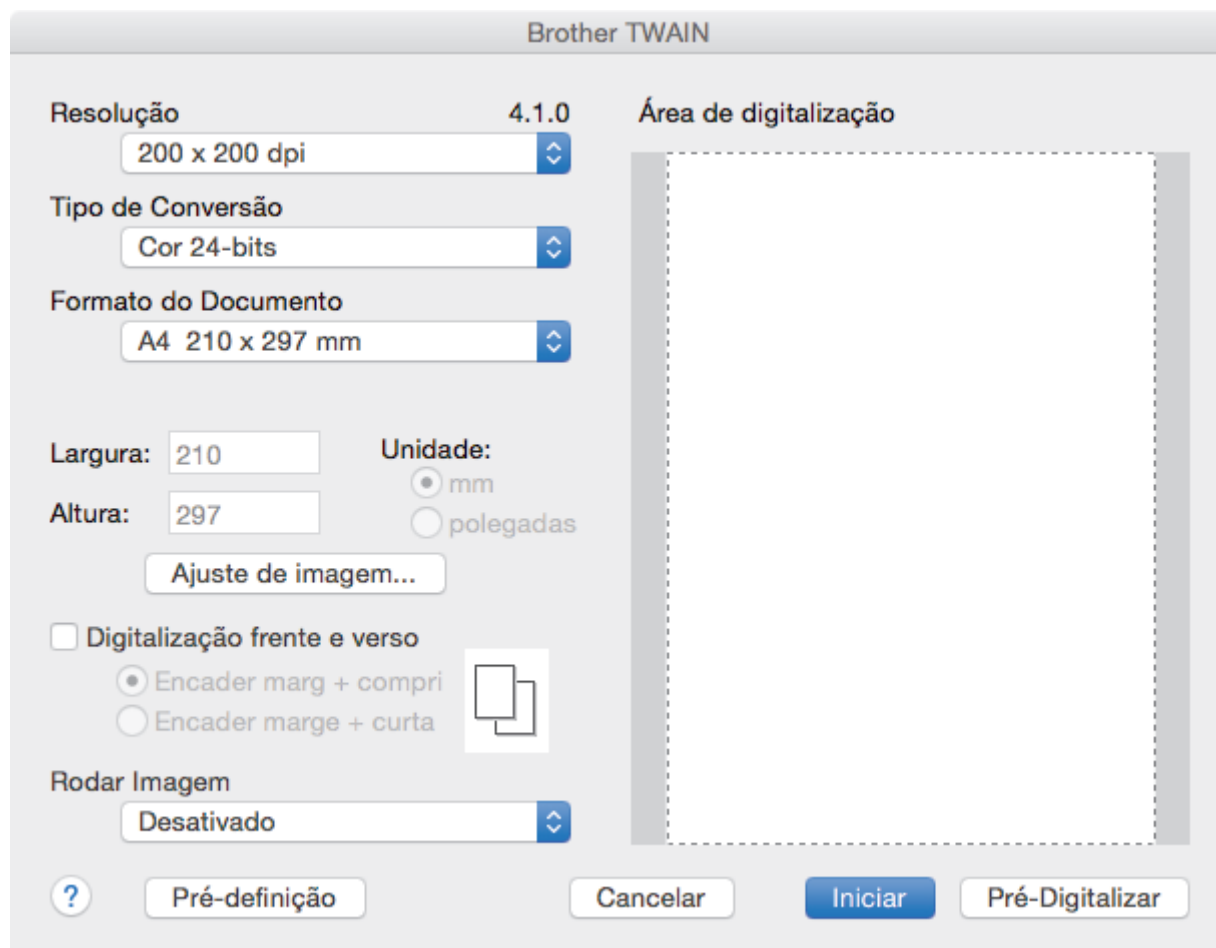 Brother TWAIN
Resolução 4.1.0
200 x 200 dpi
Tipo de Conversão
Cor 24-bits
Formato do Documento
A4 210 x 297 mm
Largura: 210
Altura: 297
Unidade:
mm
polegadas
Ajuste de imagem...
Digitalização frente e verso
Encader marg + compri
Encader marge + curta
Rodar Imagem
Desativado
Área de digitalização
?
Pré-definição
Cancelar
Iniciar
Pré-Digitalizar